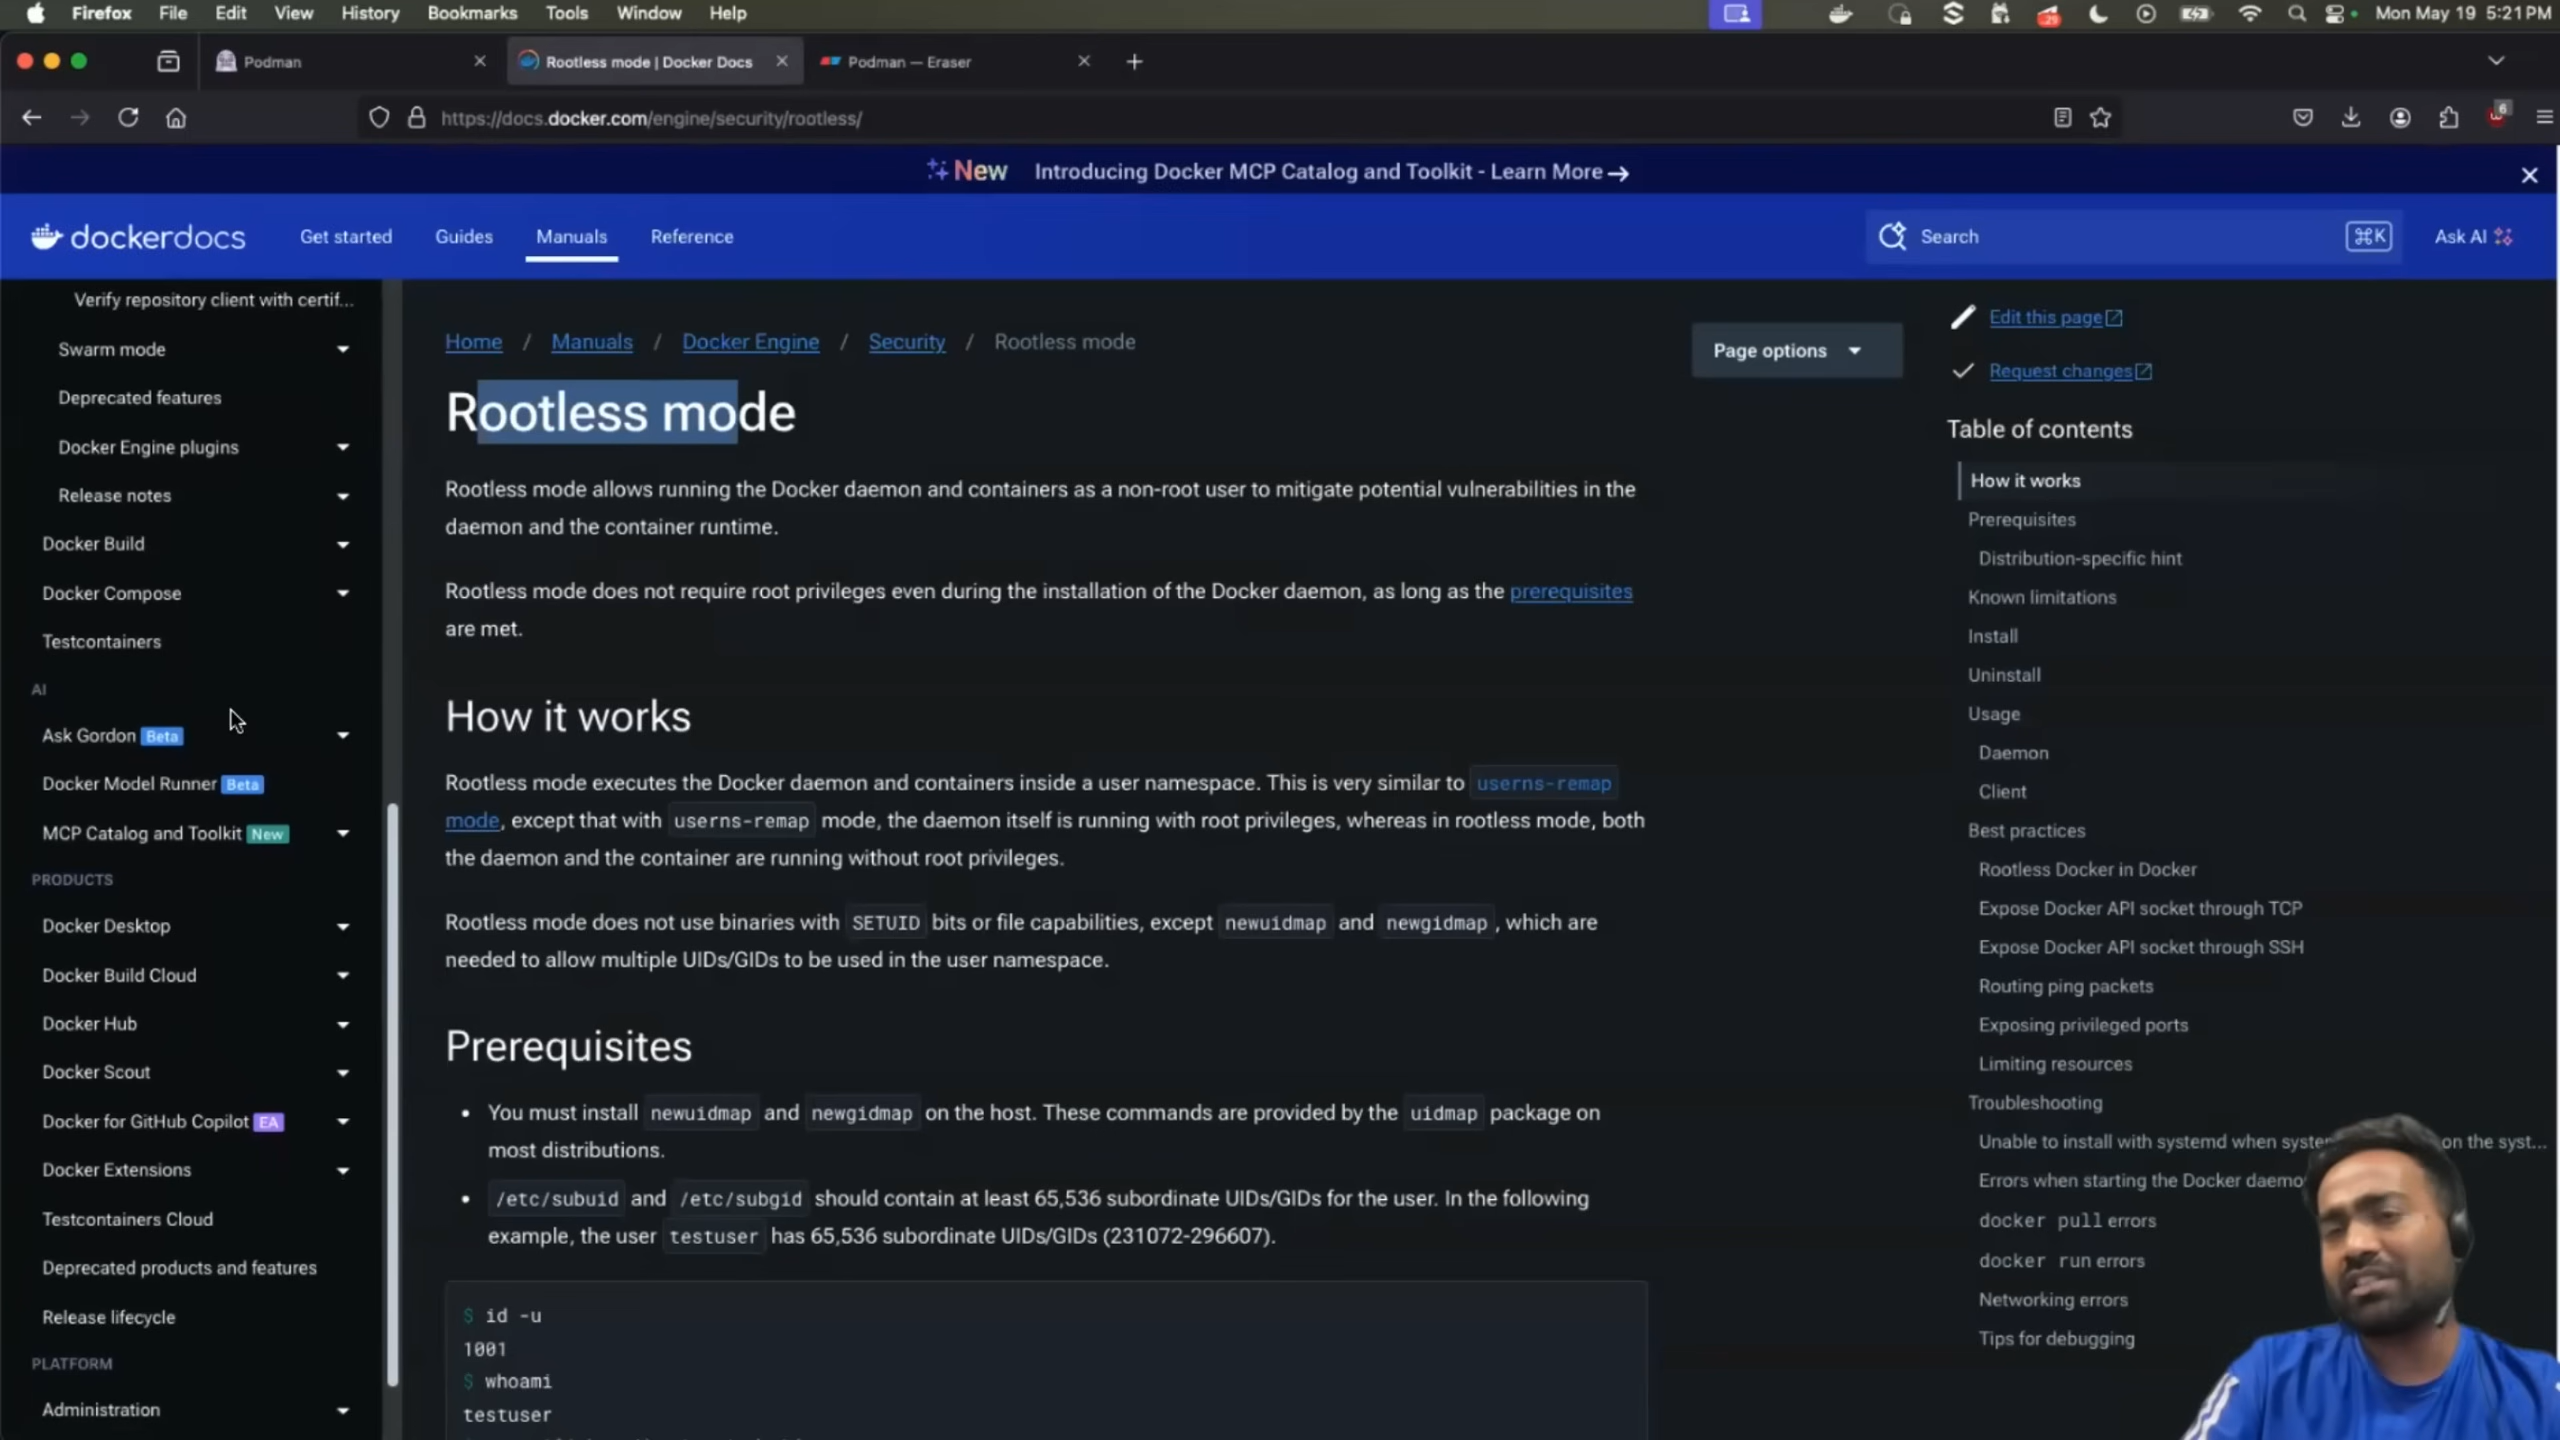 Firefox File Edit View History Bookmarks Tools Window Help
Mon May 19 5:21 PM
Podman
Rootless mode | Docker Docs
Podman — Eraser
https://docs.docker.com/engine/security/rootless/
6
New Introducing Docker MCP Catalog and Toolkit - Learn More
dockerdocs
Get started
Guides
Manuals
Reference
Search
⌘K
Ask AI
Verify repository client with certif...
Swarm mode
Deprecated features
Docker Engine plugins
Release notes
Docker Build
Docker Compose
Testcontainers
AI
Ask Gordon Beta
Docker Model Runner Beta
MCP Catalog and Toolkit New
PRODUCTS
Docker Desktop
Docker Build Cloud
Docker Hub
Docker Scout
Docker for GitHub Copilot EA
Docker Extensions
Testcontainers Cloud
Deprecated products and features
Release lifecycle
PLATFORM
Administration
Home / Manuals / Docker Engine / Security / Rootless mode
Page options
Rootless mode
Rootless mode allows running the Docker daemon and containers as a non-root user to mitigate potential vulnerabilities in the
daemon and the container runtime.
Rootless mode does not require root privileges even during the installation of the Docker daemon, as long as the prerequisites
are met.
How it works
Rootless mode executes the Docker daemon and containers inside a user namespace. This is very similar to userns-remap
mode, except that with userns-remap mode, the daemon itself is running with root privileges, whereas in rootless mode, both
the daemon and the container are running without root privileges.
Rootless mode does not use binaries with SETUID bits or file capabilities, except newuidmap and newgidmap, which are
needed to allow multiple UIDs/GIDs to be used in the user namespace.
Prerequisites
• You must install newuidmap and newgidmap on the host. These commands are provided by the uidmap package on
most distributions.
• /etc/subuid and /etc/subgid should contain at least 65,536 subordinate UIDs/GIDs for the user. In the following
example, the user testuser has 65,536 subordinate UIDs/GIDs (231072-296607).
$ id -u
1001
$ whoami
testuser
Edit this page
Request changes
Table of contents
How it works
Prerequisites
Distribution-specific hint
Known limitations
Install
Uninstall
Usage
Daemon
Client
Best practices
Rootless Docker in Docker
Expose Docker API socket through TCP
Expose Docker API socket through SSH
Routing ping packets
Exposing privileged ports
Limiting resources
Troubleshooting
Unable to install with systemd when on the syst...
Errors when starting the Docker
docker pull errors
docker run errors
Networking errors
Tips for debugging